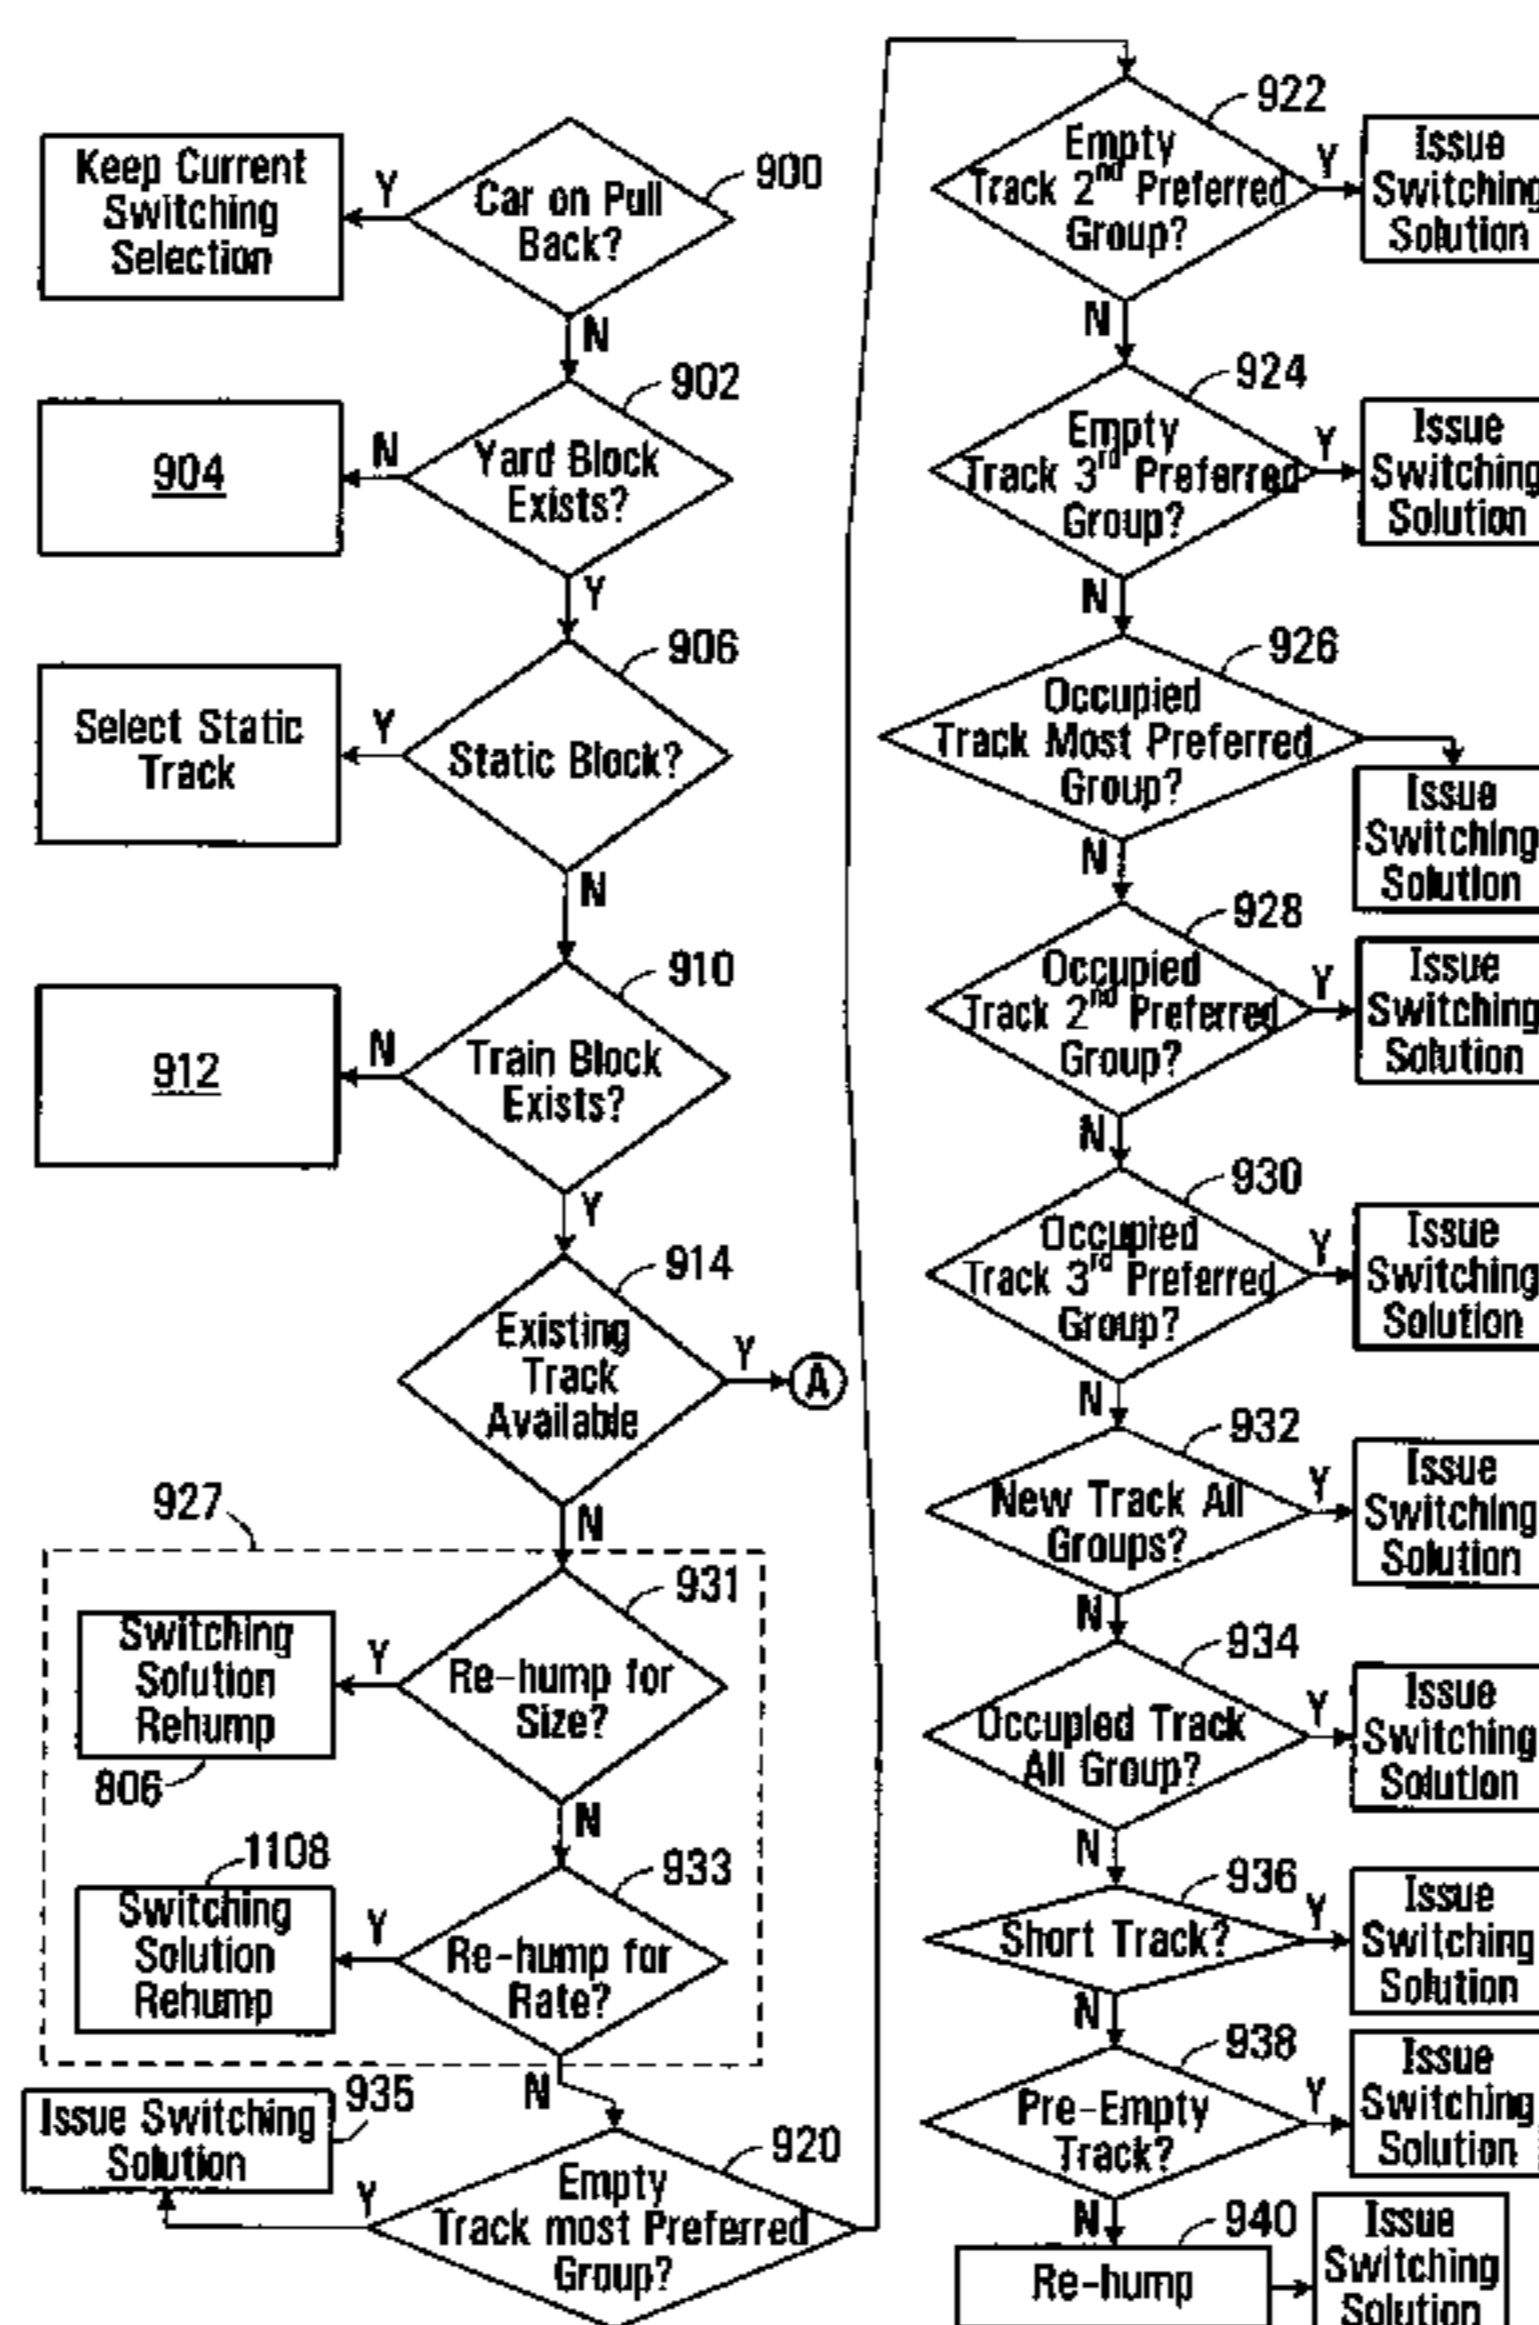 Keep Current
Switching
Selection
Y
Car on Pull
Back?
900
N
902
904
N
Yard Block
Exists?
Y
906
Select Static
Track
Y
Static Block?
N
910
912
N
Train Block
Exists?
Y
914
Existing
Track
Available
Y
A
N
927
931
Switching
Solution
Rehump
Y
Re-hump for
Size?
806
N
1108
933
Switching
Solution
Rehump
Y
Re-hump for
Rate?
N
935
Issue Switching
Solution
Y
920
Empty
Track most Preferred
Group?
922
Empty
Track 2nd Preferred
Group?
Y
Issue
Switching
Solution
N
924
Empty
Track 3rd Preferred
Group?
Y
Issue
Switching
Solution
N
926
Occupied
Track Most Preferred
Group?
Issue
Switching
Solution
N
928
Occupied
Track 2nd Preferred
Group?
Y
Issue
Switching
Solution
N
930
Occupied
Track 3rd Preferred
Group?
Y
Issue
Switching
Solution
N
932
New Track All
Groups?
Y
Issue
Switching
Solution
N
934
Occupied Track
All Group?
Y
Issue
Switching
Solution
N
936
Short Track?
Y
Issue
Switching
Solution
N
938
Pre-Empty
Track?
Y
Issue
Switching
Solution
N
940
Re-hump
Issue
Switching
Solution